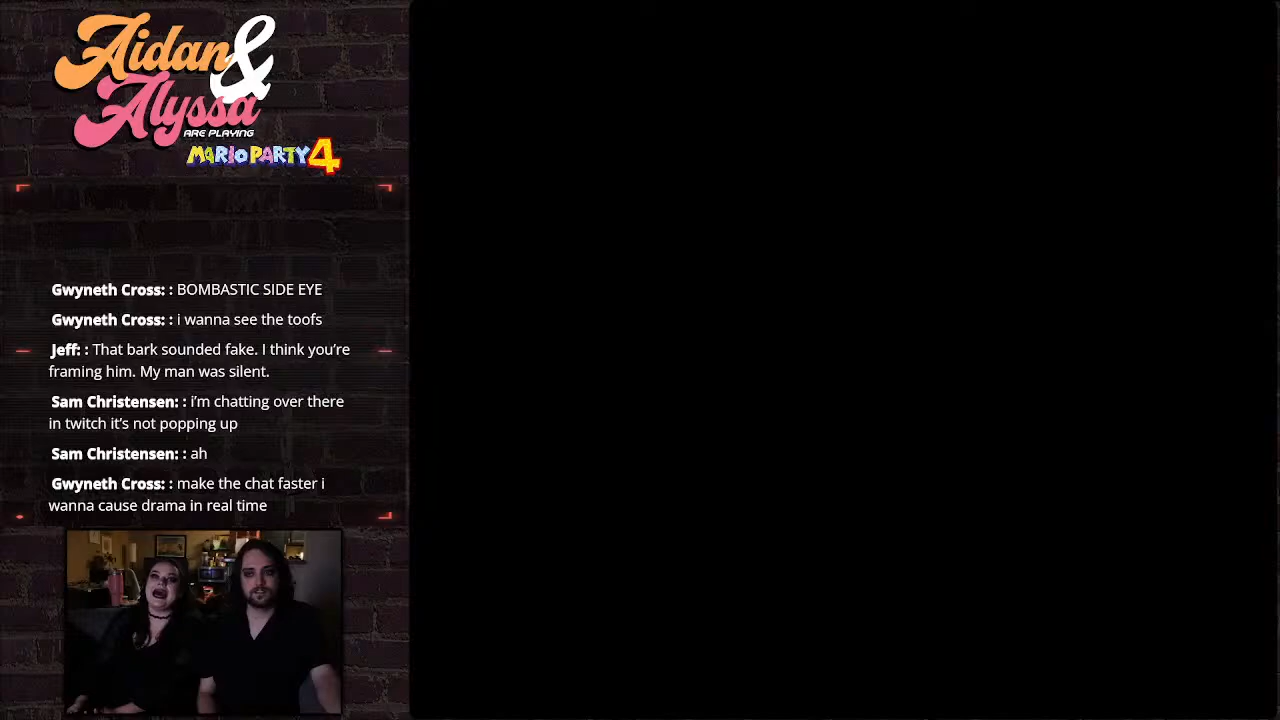 Aidan &
Alyssa
ARE PLAYING
MARIO PARTY 4
Gwyneth Cross: : BOMBASTIC SIDE EYE
Gwyneth Cross: : i wanna see the toofs
Jeff: : That bark sounded fake. I think you’re
framing him. My man was silent.
Sam Christensen: : i’m chatting over there
in twitch it’s not popping up
Sam Christensen: : ah
Gwyneth Cross: : make the chat faster i
wanna cause drama in real time